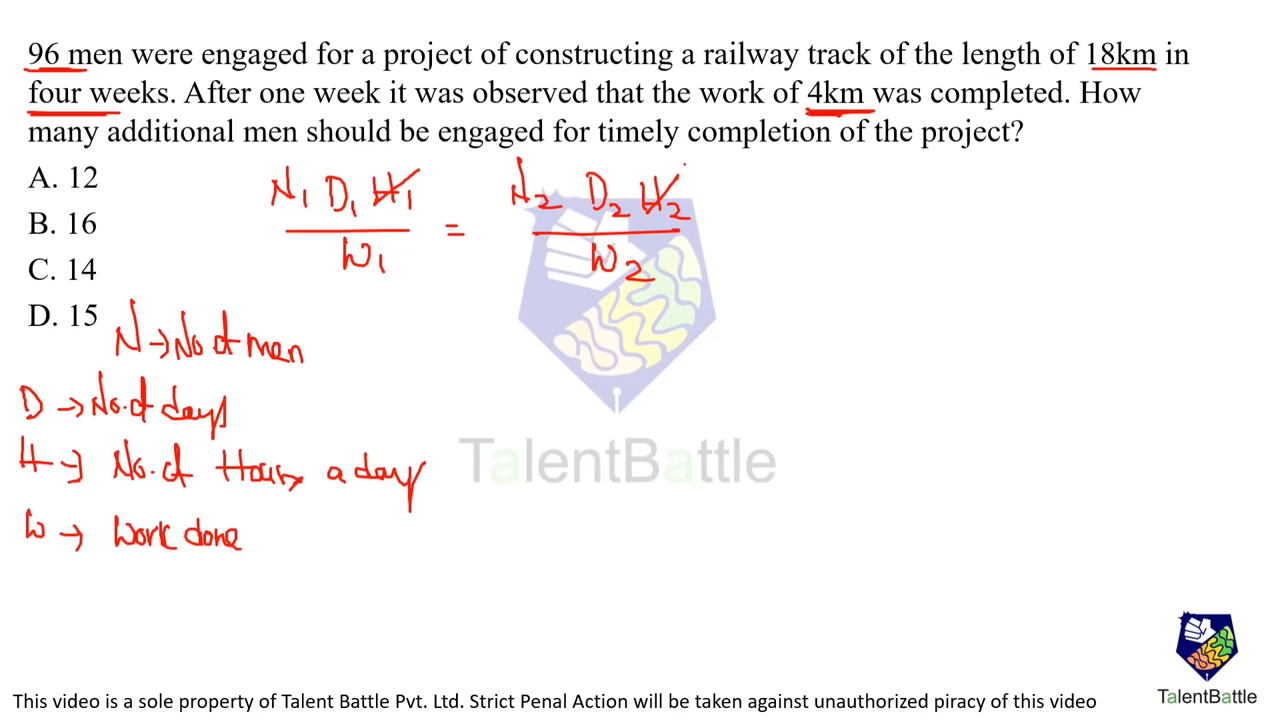 96 men were engaged for a project of constructing a railway track of the length of 18km in
four weeks. After one week it was observed that the work of 4km was completed. How
many additional men should be engaged for timely completion of the project?
A. 12
B. 16
C. 14
D. 15
N₁ D₁ H₁ / W₁ = N₂ D₂ H₂ / W₂
N → No of men
D → No. of days
H → No. of Hours a day
W → Work done
TalentBattle
TalentBattle
This video is a sole property of Talent Battle Pvt. Ltd. Strict Penal Action will be taken against unauthorized piracy of this video